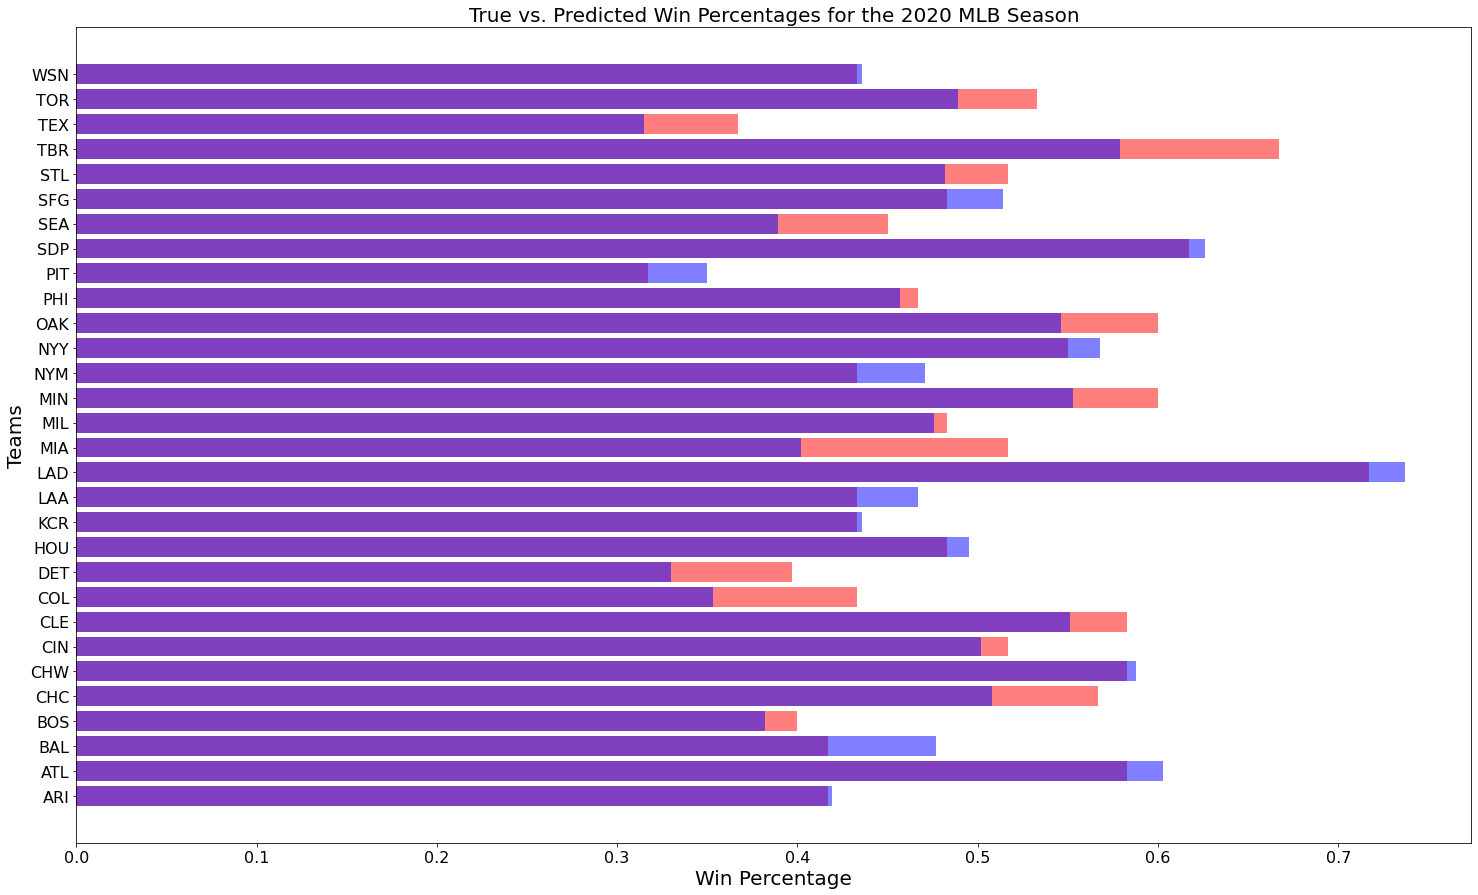 True vs. Predicted Win Percentages for the 2020 MLB Season
Teams
WSN
TOR
TEX
TBR
STL
SFG
SEA
SDP
PIT
PHI
OAK
NYY
NYM
MIN
MIL
MIA
LAD
LAA
KCR
HOU
DET
COL
CLE
CIN
CHW
CHC
BOS
BAL
ATL
ARI
0.0 0.1 0.2 0.3 0.4 0.5 0.6 0.7
Win Percentage